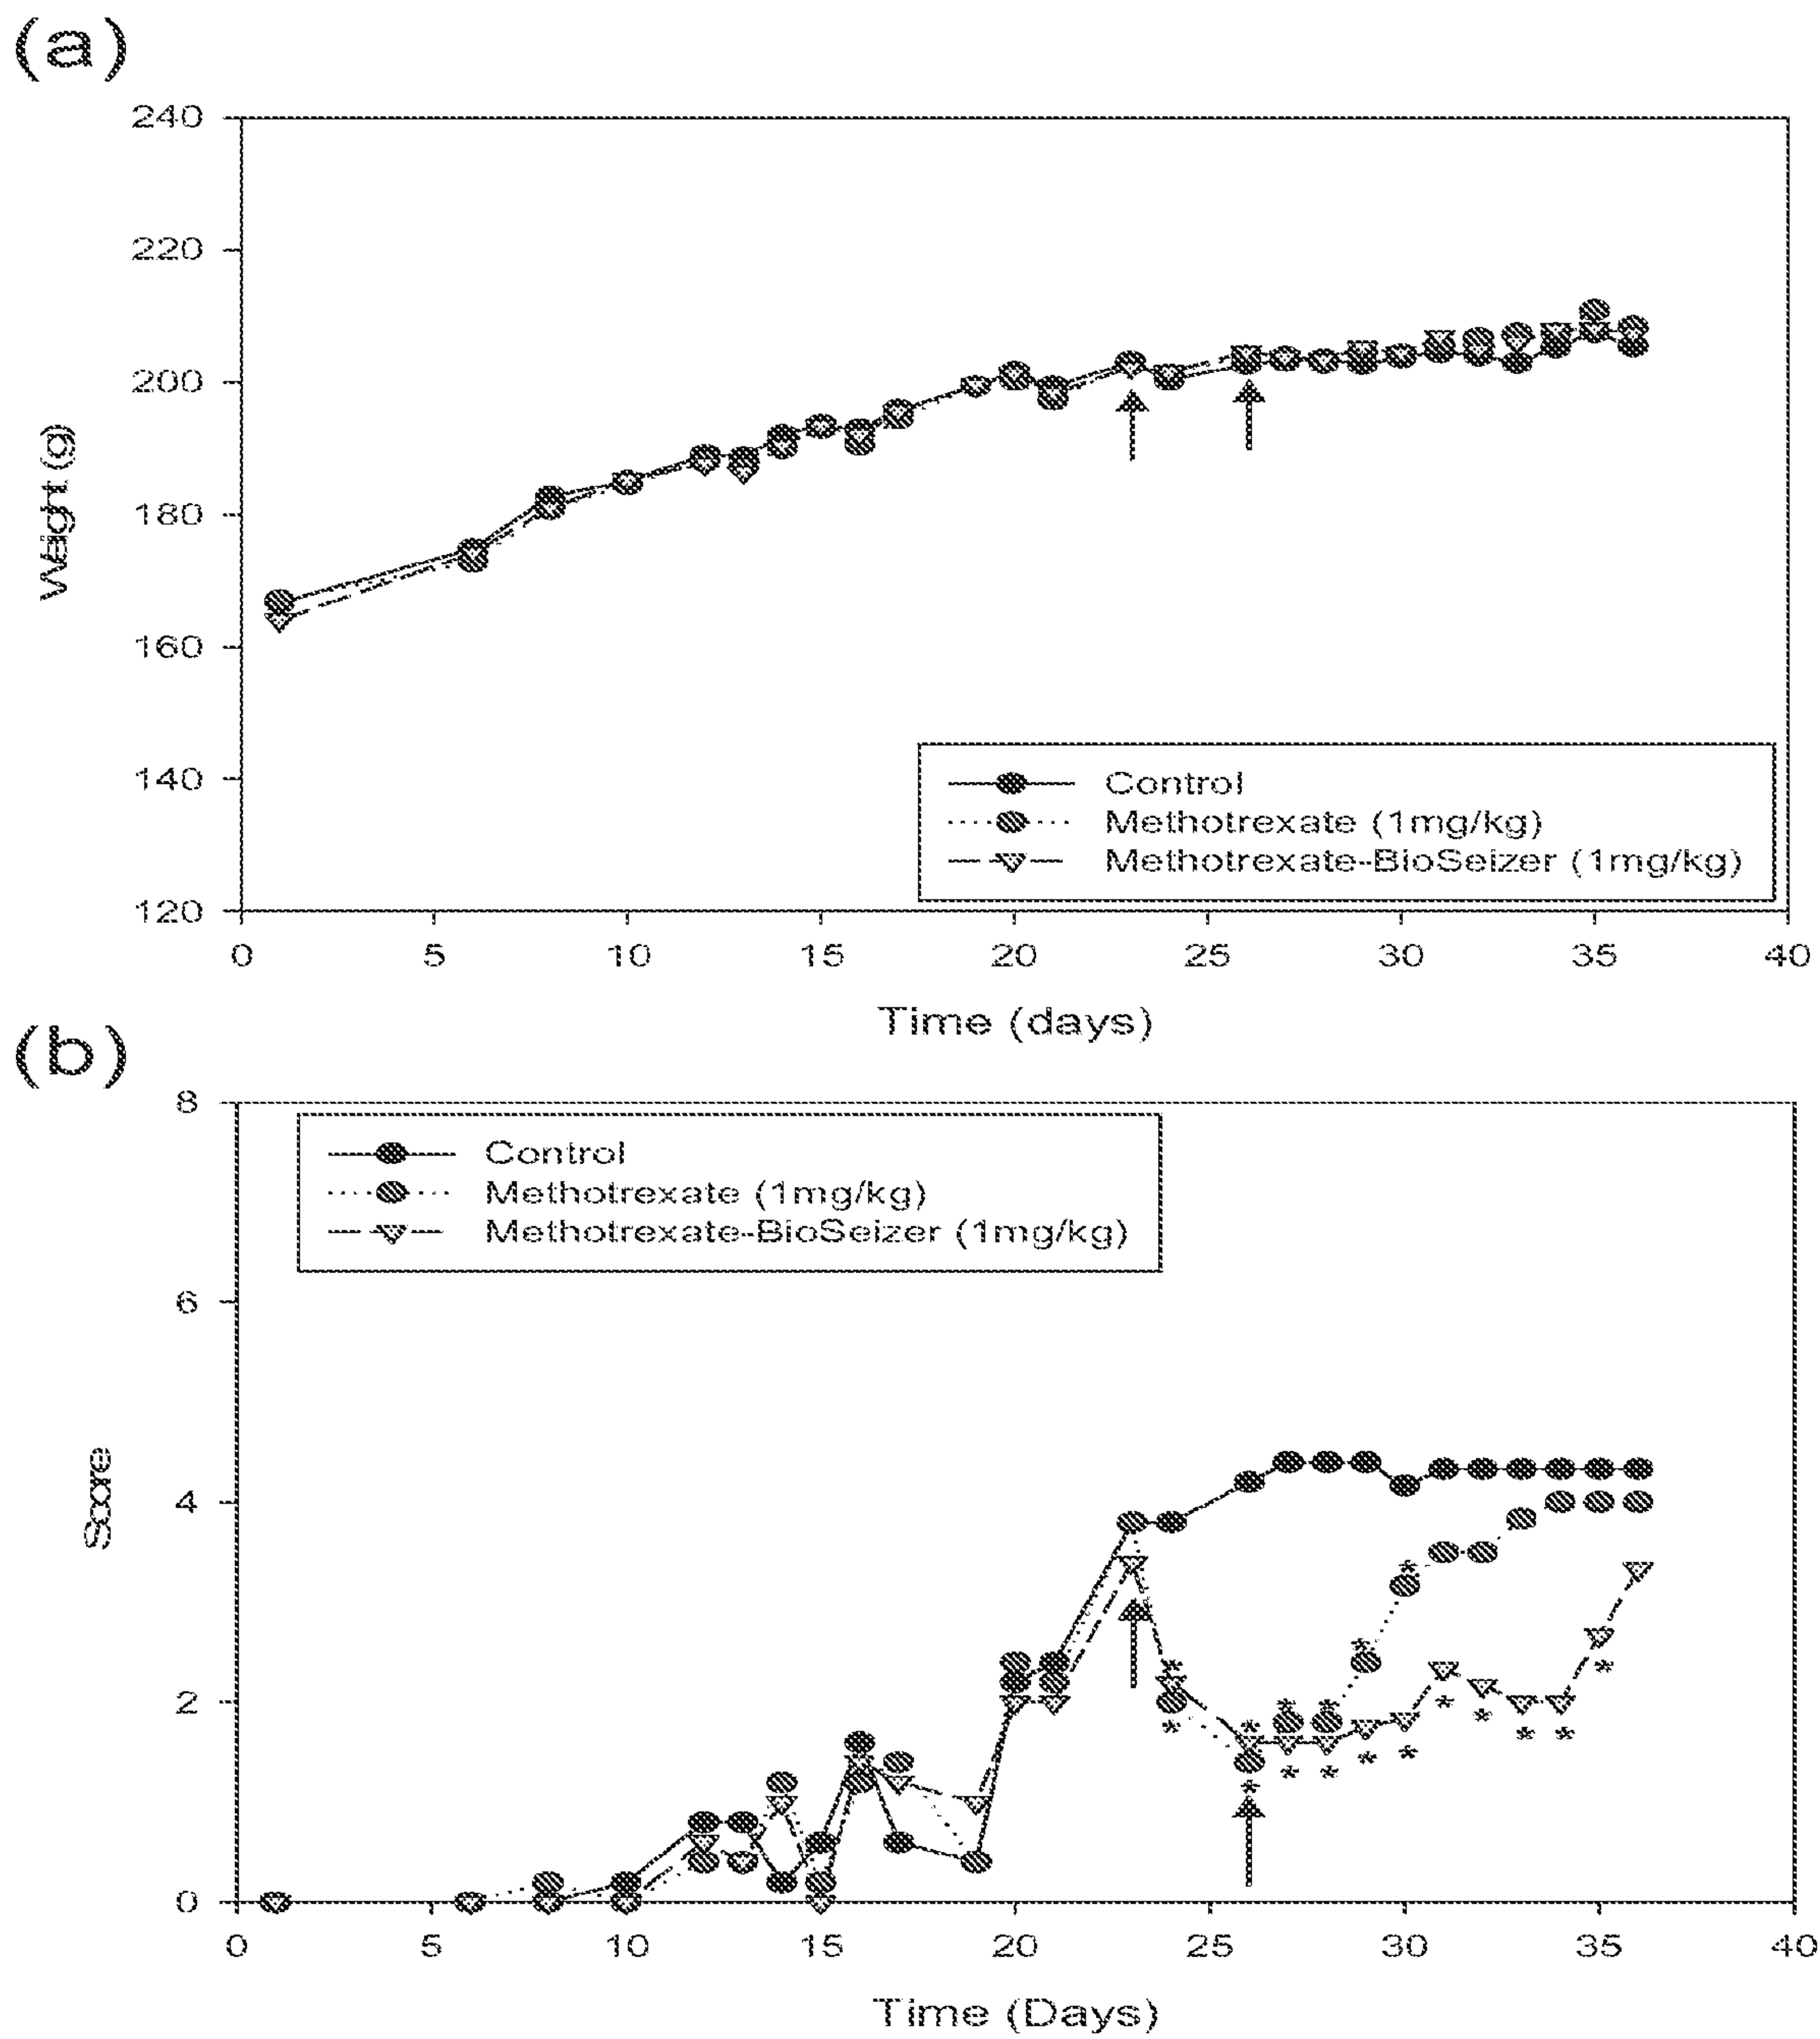 (a)
240
220
200
180
160
140
120
Weight (g)
Control
Methotrexate (1mg/kg)
Methotrexate-BioSeizer (1mg/kg)
0 5 10 15 20 25 30 35 40
Time (days)
(b)
8
6
4
2
0
Score
Control
Methotrexate (1mg/kg)
Methotrexate-BioSeizer (1mg/kg)
* * * * * * * * * * * * * * * * * * *
0 5 10 15 20 25 30 35 40
Time (Days)